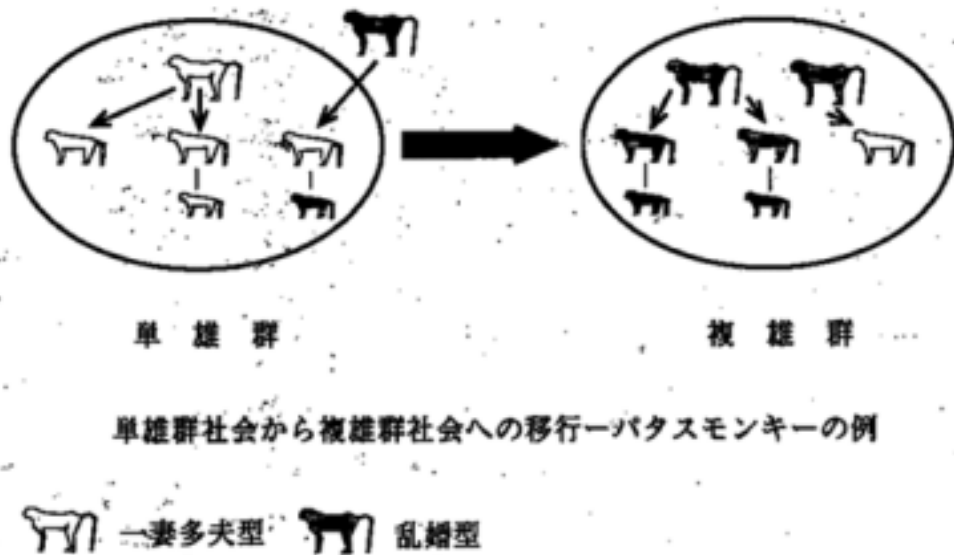 単雄群 複雄群
単雄群社会から複雄群社会への移行ーパタスモンキーの例
一妻多夫型 乱婚型